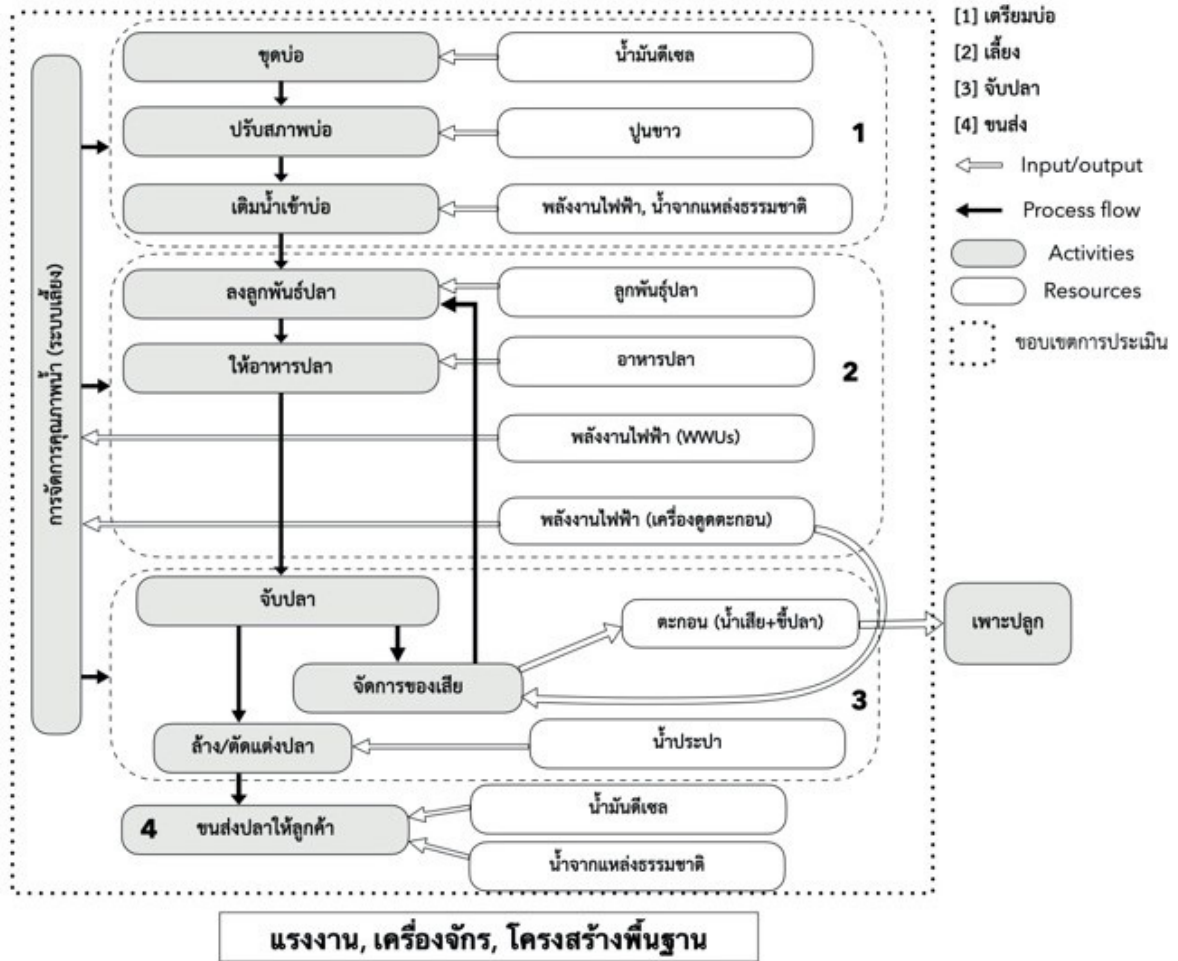 ขุดบ่อ
น้ำมันดีเซล
ปรับสภาพบ่อ
ปูนขาว
1
เติมน้ำเข้าบ่อ
พลังงานไฟฟ้า, น้ำจากแหล่งธรรมชาติ
การจัดการคุณภาพน้ำ (ระบบเลี้ยง)
ลงลูกพันธ์ปลา
ลูกพันธุ์ปลา
ให้อาหารปลา
อาหารปลา
2
พลังงานไฟฟ้า (WWUs)
พลังงานไฟฟ้า (เครื่องดูดตะกอน)
จับปลา
ตะกอน (น้ำเสีย+ขี้ปลา)
เพาะปลูก
จัดการของเสีย
3
ล้าง/ตัดแต่งปลา
น้ำประปา
4 ขนส่งปลาให้ลูกค้า
น้ำมันดีเซล
น้ำจากแหล่งธรรมชาติ
แรงงาน, เครื่องจักร, โครงสร้างพื้นฐาน
[1] เตรียมบ่อ
[2] เลี้ยง
[3] จับปลา
[4] ขนส่ง
Input/output
Process flow
Activities
Resources
ขอบเขตการประเมิน